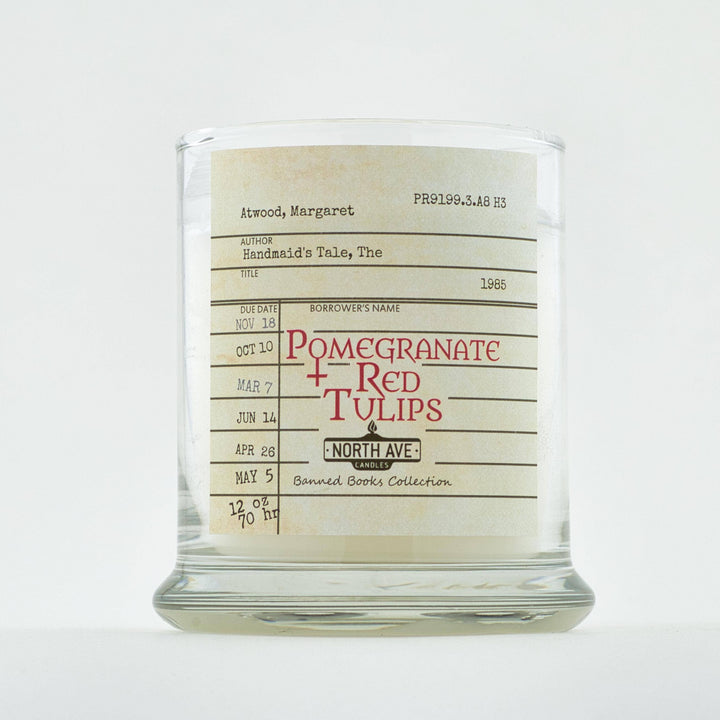 Atwood, Margaret
PR9199.3.A8 H3
AUTHOR
Handmaid's Tale, The
TITLE
1985
DUE DATE
BORROWER'S NAME
NOV 18
OCT 10
MAR 7
JUN 14
APR 26
MAY 5
12 oz
70 hr
Pomegranate
+ Red
Tulips
NORTH AVE
CANDLES
Banned Books Collection